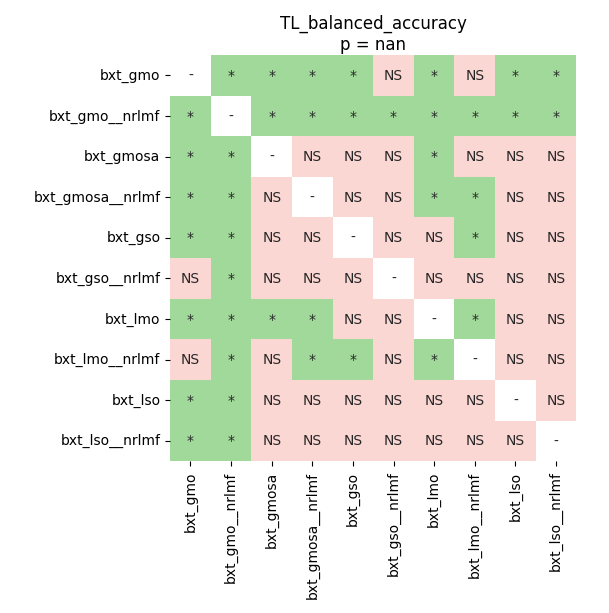 TL_balanced_accuracy
p = nan
bxt_gmo - * * * * NS * NS * *
bxt_gmo__nrlmf * - * * * * * * * *
bxt_gmosa * * - NS NS NS * NS NS NS
bxt_gmosa__nrlmf * * NS - NS NS * * NS NS
bxt_gso * * NS NS - NS NS * NS NS
bxt_gso__nrlmf NS * NS NS NS - NS NS NS NS
bxt_lmo * * * * NS NS - * NS NS
bxt_lmo__nrlmf NS * NS * * NS * - NS NS
bxt_lso * * NS NS NS NS NS NS - NS
bxt_lso__nrlmf * * NS NS NS NS NS NS NS -
bxt_gmo
bxt_gmo__nrlmf
bxt_gmosa
bxt_gmosa__nrlmf
bxt_gso
bxt_gso__nrlmf
bxt_lmo
bxt_lmo__nrlmf
bxt_lso
bxt_lso__nrlmf